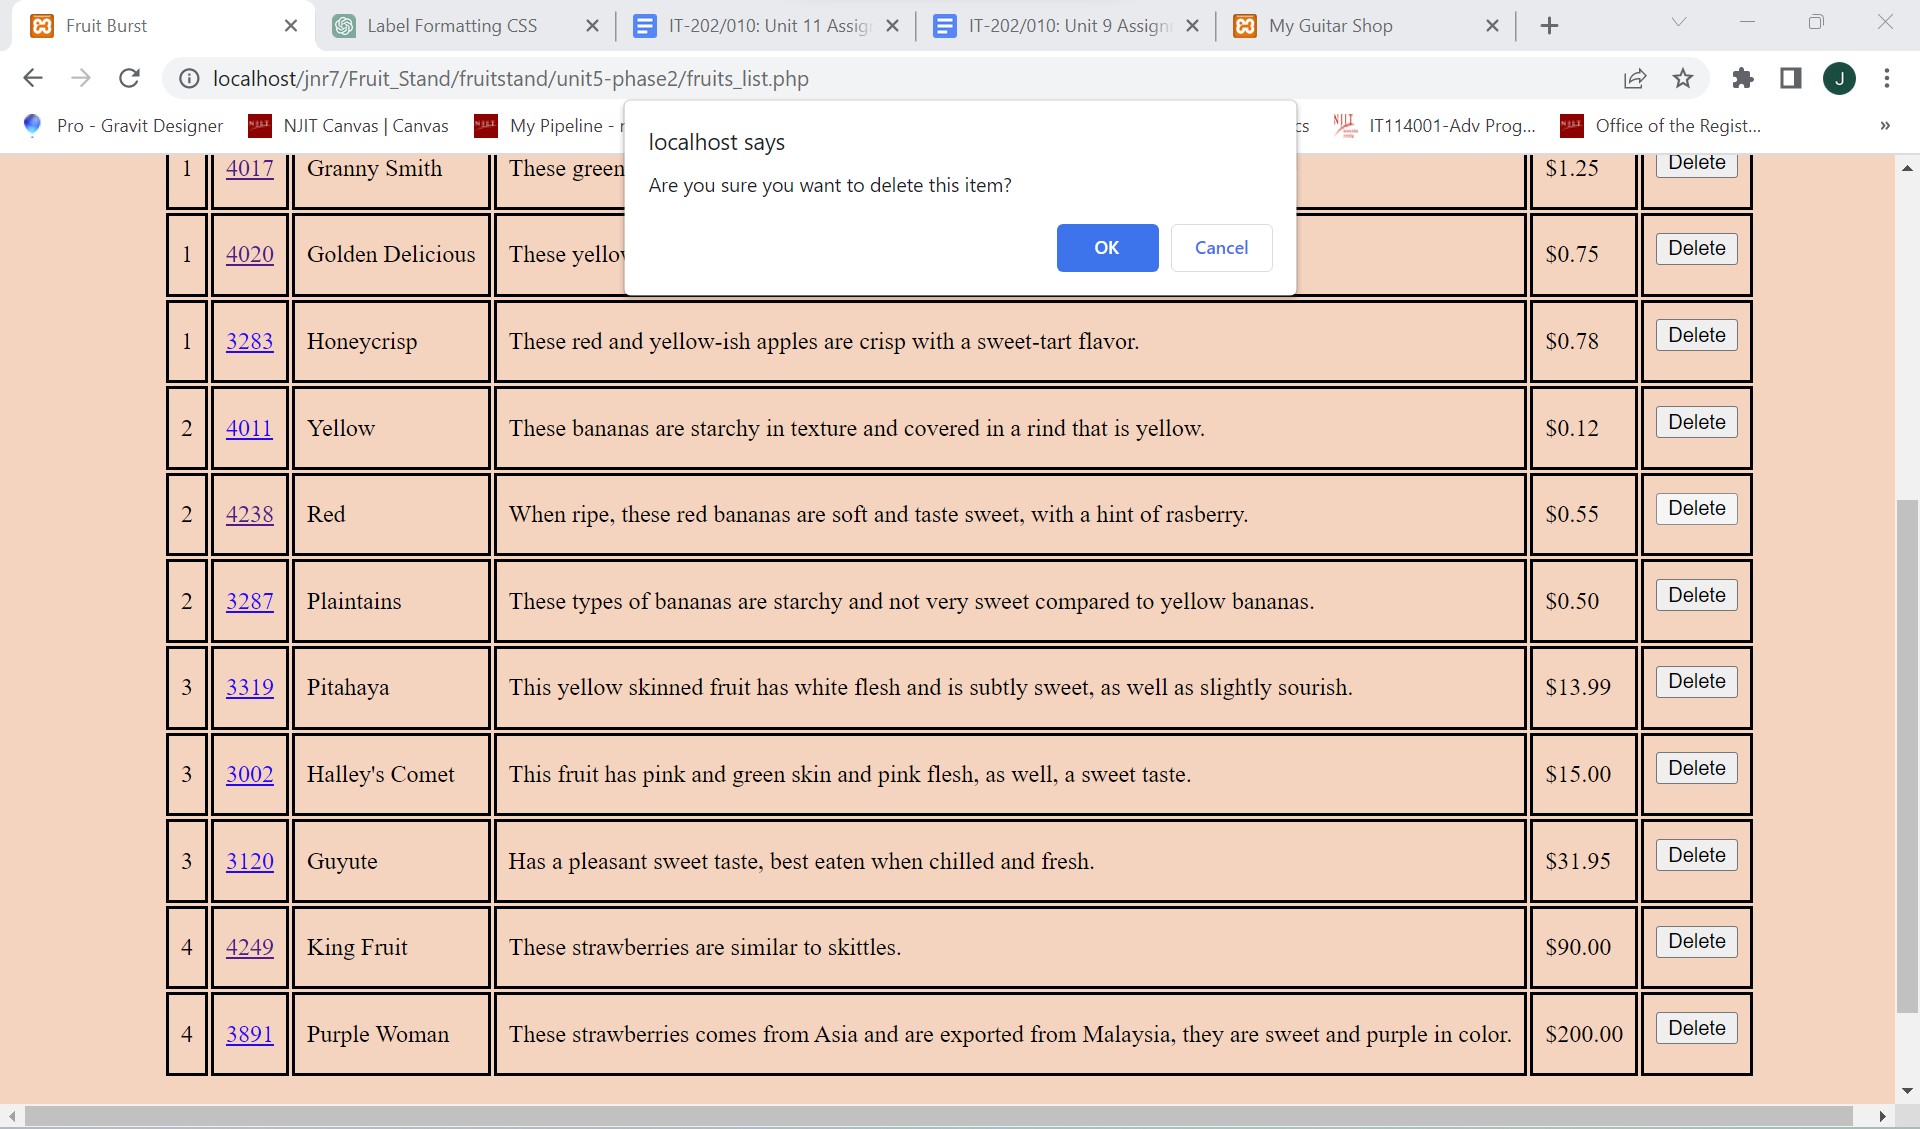 Fruit Burst
Label Formatting CSS
IT-202/010: Unit 11 Assig
IT-202/010: Unit 9 Assign
My Guitar Shop
localhost/jnr7/Fruit_Stand/fruitstand/unit5-phase2/fruits_list.php
J
Pro - Gravit Designer
NJIT Canvas | Canvas
My Pipeline -
cs
IT114001-Adv Prog...
Office of the Regist...
»
localhost says
Are you sure you want to delete this item?
OK Cancel
1 4017 Granny Smith These green $1.25 Delete
1 4020 Golden Delicious These yellow $0.75 Delete
1 3283 Honeycrisp These red and yellow-ish apples are crisp with a sweet-tart flavor. $0.78 Delete
2 4011 Yellow These bananas are starchy in texture and covered in a rind that is yellow. $0.12 Delete
2 4238 Red When ripe, these red bananas are soft and taste sweet, with a hint of rasberry. $0.55 Delete
2 3287 Plaintains These types of bananas are starchy and not very sweet compared to yellow bananas. $0.50 Delete
3 3319 Pitahaya This yellow skinned fruit has white flesh and is subtly sweet, as well as slightly sourish. $13.99 Delete
3 3002 Halley's Comet This fruit has pink and green skin and pink flesh, as well, a sweet taste. $15.00 Delete
3 3120 Guyute Has a pleasant sweet taste, best eaten when chilled and fresh. $31.95 Delete
4 4249 King Fruit These strawberries are similar to skittles. $90.00 Delete
4 3891 Purple Woman These strawberries comes from Asia and are exported from Malaysia, they are sweet and purple in color. $200.00 Delete